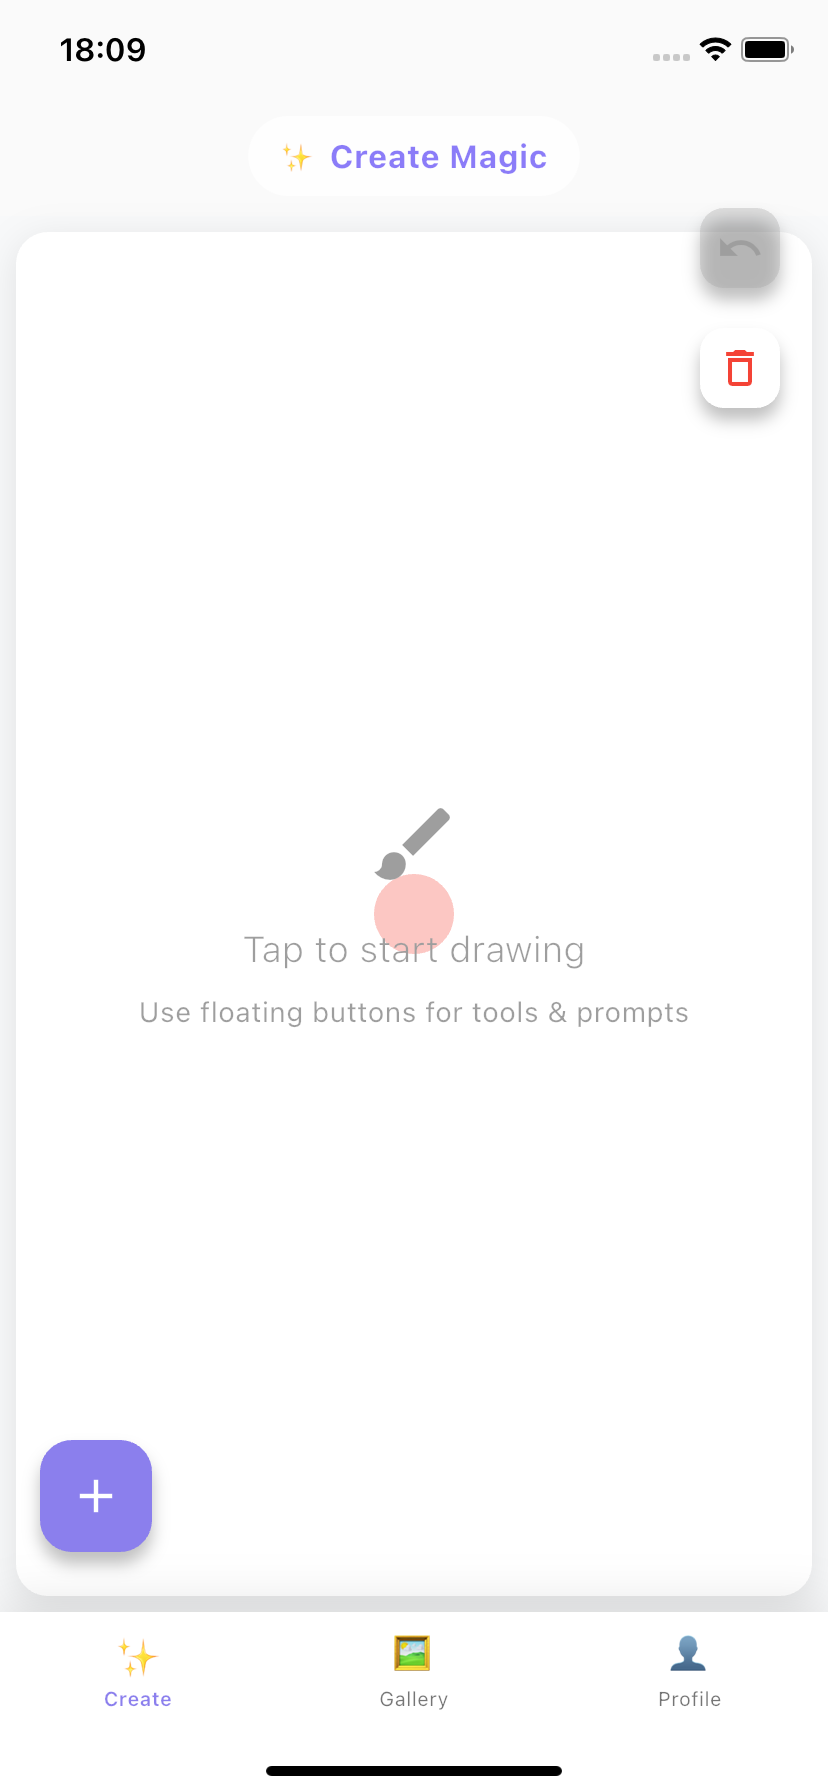 18:09
✨ Create Magic
Tap to start drawing
Use floating buttons for tools & prompts
Create
Gallery
Profile